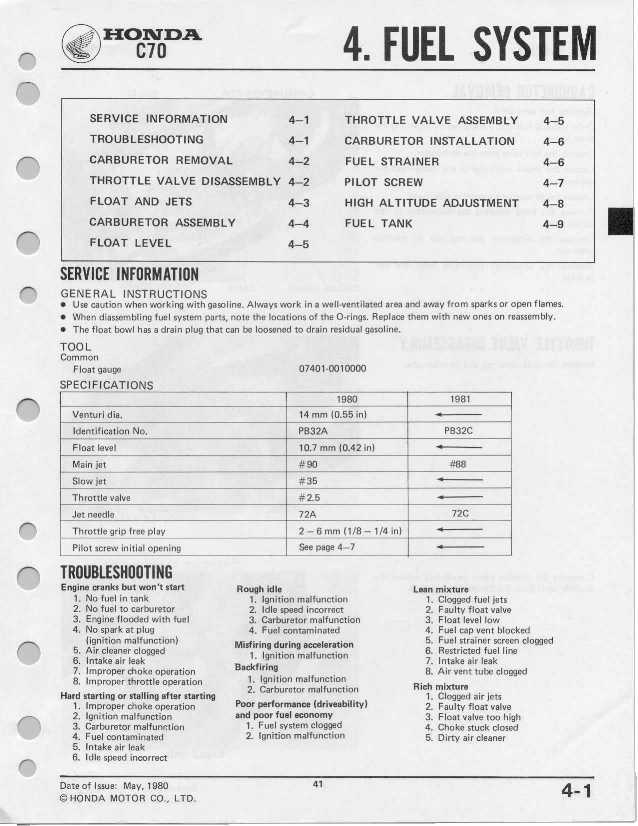 HONDA
C70
4. FUEL SYSTEM
SERVICE INFORMATION 4–1
TROUBLESHOOTING 4–1
CARBURETOR REMOVAL 4–2
THROTTLE VALVE DISASSEMBLY 4–2
FLOAT AND JETS 4–3
CARBURETOR ASSEMBLY 4–4
FLOAT LEVEL 4–5
THROTTLE VALVE ASSEMBLY 4–5
CARBURETOR INSTALLATION 4–6
FUEL STRAINER 4–6
PILOT SCREW 4–7
HIGH ALTITUDE ADJUSTMENT 4–8
FUEL TANK 4–9
SERVICE INFORMATION
GENERAL INSTRUCTIONS
● Use caution when working with gasoline. Always work in a well-ventilated area and away from sparks or open flames.
● When diassembling fuel system parts, note the locations of the O-rings. Replace them with new ones on reassembly.
● The float bowl has a drain plug that can be loosened to drain residual gasoline.
TOOL
Common
Float gauge 07401-0010000
SPECIFICATIONS
1980 1981
Venturi dia. 14 mm (0.55 in) ←
Identification No. PB32A PB32C
Float level 10.7 mm (0.42 in) ←
Main jet #90 #88
Slow jet #35 ←
Throttle valve #2.5 ←
Jet needle 72A 72C
Throttle grip free play 2 – 6 mm (1/8 – 1/4 in) ←
Pilot screw initial opening See page 4–7 ←
TROUBLESHOOTING
Engine cranks but won't start
1. No fuel in tank
2. No fuel to carburetor
3. Engine flooded with fuel
4. No spark at plug
(ignition malfunction)
5. Air cleaner clogged
6. Intake air leak
7. Improper choke operation
8. Improper throttle operation
Hard starting or stalling after starting
1. Improper choke operation
2. Ignition malfunction
3. Carburetor malfunction
4. Fuel contaminated
5. Intake air leak
6. Idle speed incorrect
Rough idle
1. Ignition malfunction
2. Idle speed incorrect
3. Carburetor malfunction
4. Fuel contaminated
Misfiring during acceleration
1. Ignition malfunction
Backfiring
1. Ignition malfunction
2. Carburetor malfunction
Poor performance (driveability)
and poor fuel economy
1. Fuel system clogged
2. Ignition malfunction
Lean mixture
1. Clogged fuel jets
2. Faulty float valve
3. Float level low
4. Fuel cap vent blocked
5. Fuel strainer screen clogged
6. Restricted fuel line
7. Intake air leak
8. Air vent tube clogged
Rich mixture
1. Clogged air jets
2. Faulty float valve
3. Float valve too high
4. Choke stuck closed
5. Dirty air cleaner
Date of Issue: May, 1980
© HONDA MOTOR CO., LTD.
41
4-1